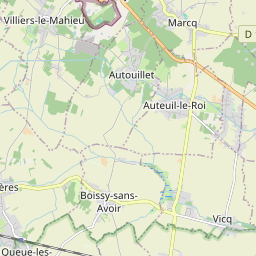 Villiers-le-Mahieu
Marcq
D
Autouillet
Auteuil-le-Roi
ères
Boissy-sans-
Avoir
Vicq
Queue-les-